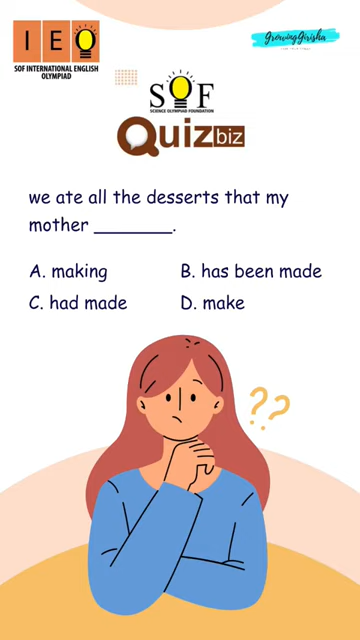 IEO
SOF INTERNATIONAL ENGLISH
OLYMPIAD
GrowingGirisha
SOF
SCIENCE OLYMPIAD FOUNDATION
Quiz biz
we ate all the desserts that my
mother _______.
A. making
B. has been made
C. had made
D. make
??